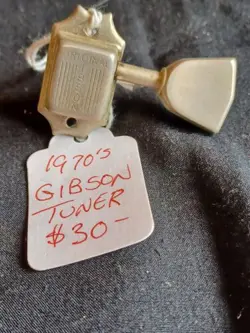 1970's
GIBSON
TUNER
$30-